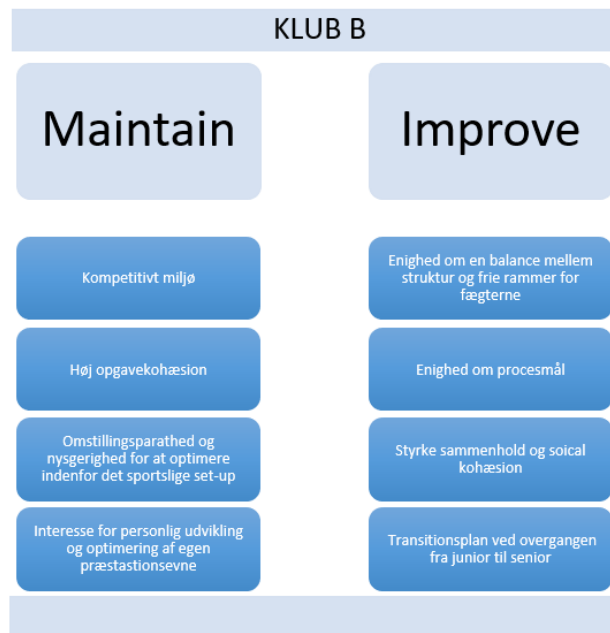 KLUB B
Maintain
Improve
Kompetitivt miljø
Høj opgavekohæsion
Omstillingsparathed og
nysgerighed for at optimere
indenfor det sportslige set-up
Interesse for personlig udvikling
og optimering af egen
præstastionsevne
Enighed om en balance mellem
struktur og frie rammer for
fægterne
Enighed om procesmål
Styrke sammenhold og soical
kohæsion
Transitionsplan ved overgangen
fra junior til senior